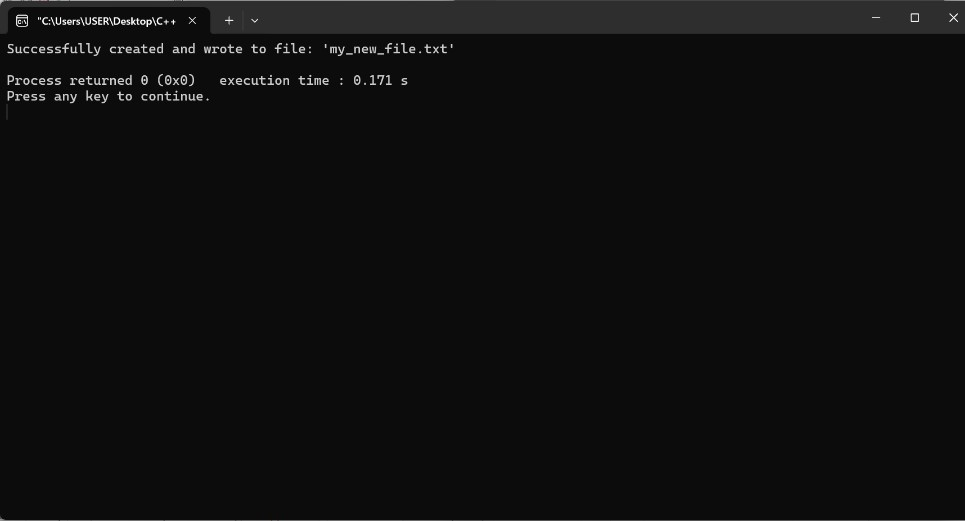 "C:\Users\USER\Desktop\C++
Successfully created and wrote to file: 'my_new_file.txt'
Process returned 0 (0x0)   execution time : 0.171 s
Press any key to continue.